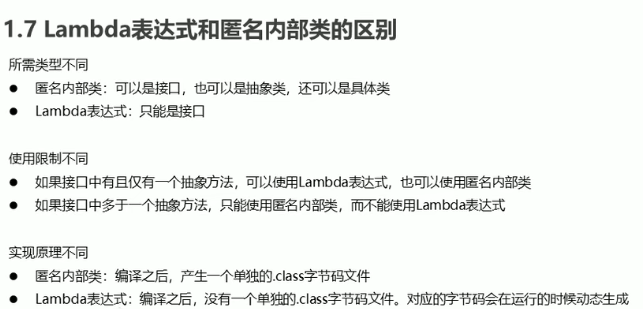 1.7 Lambda表达式和匿名内部类的区别
所需类型不同
● 匿名内部类：可以是接口，也可以是抽象类，还可以是具体类
● Lambda表达式：只能是接口
使用限制不同
● 如果接口中有且仅有一个抽象方法，可以使用Lambda表达式，也可以使用匿名内部类
● 如果接口中多于一个抽象方法，只能使用匿名内部类，而不能使用Lambda表达式
实现原理不同
● 匿名内部类：编译之后，产生一个单独的.class字节码文件
● Lambda表达式：编译之后，没有一个单独的.class字节码文件。对应的字节码会在运行的时候动态生成